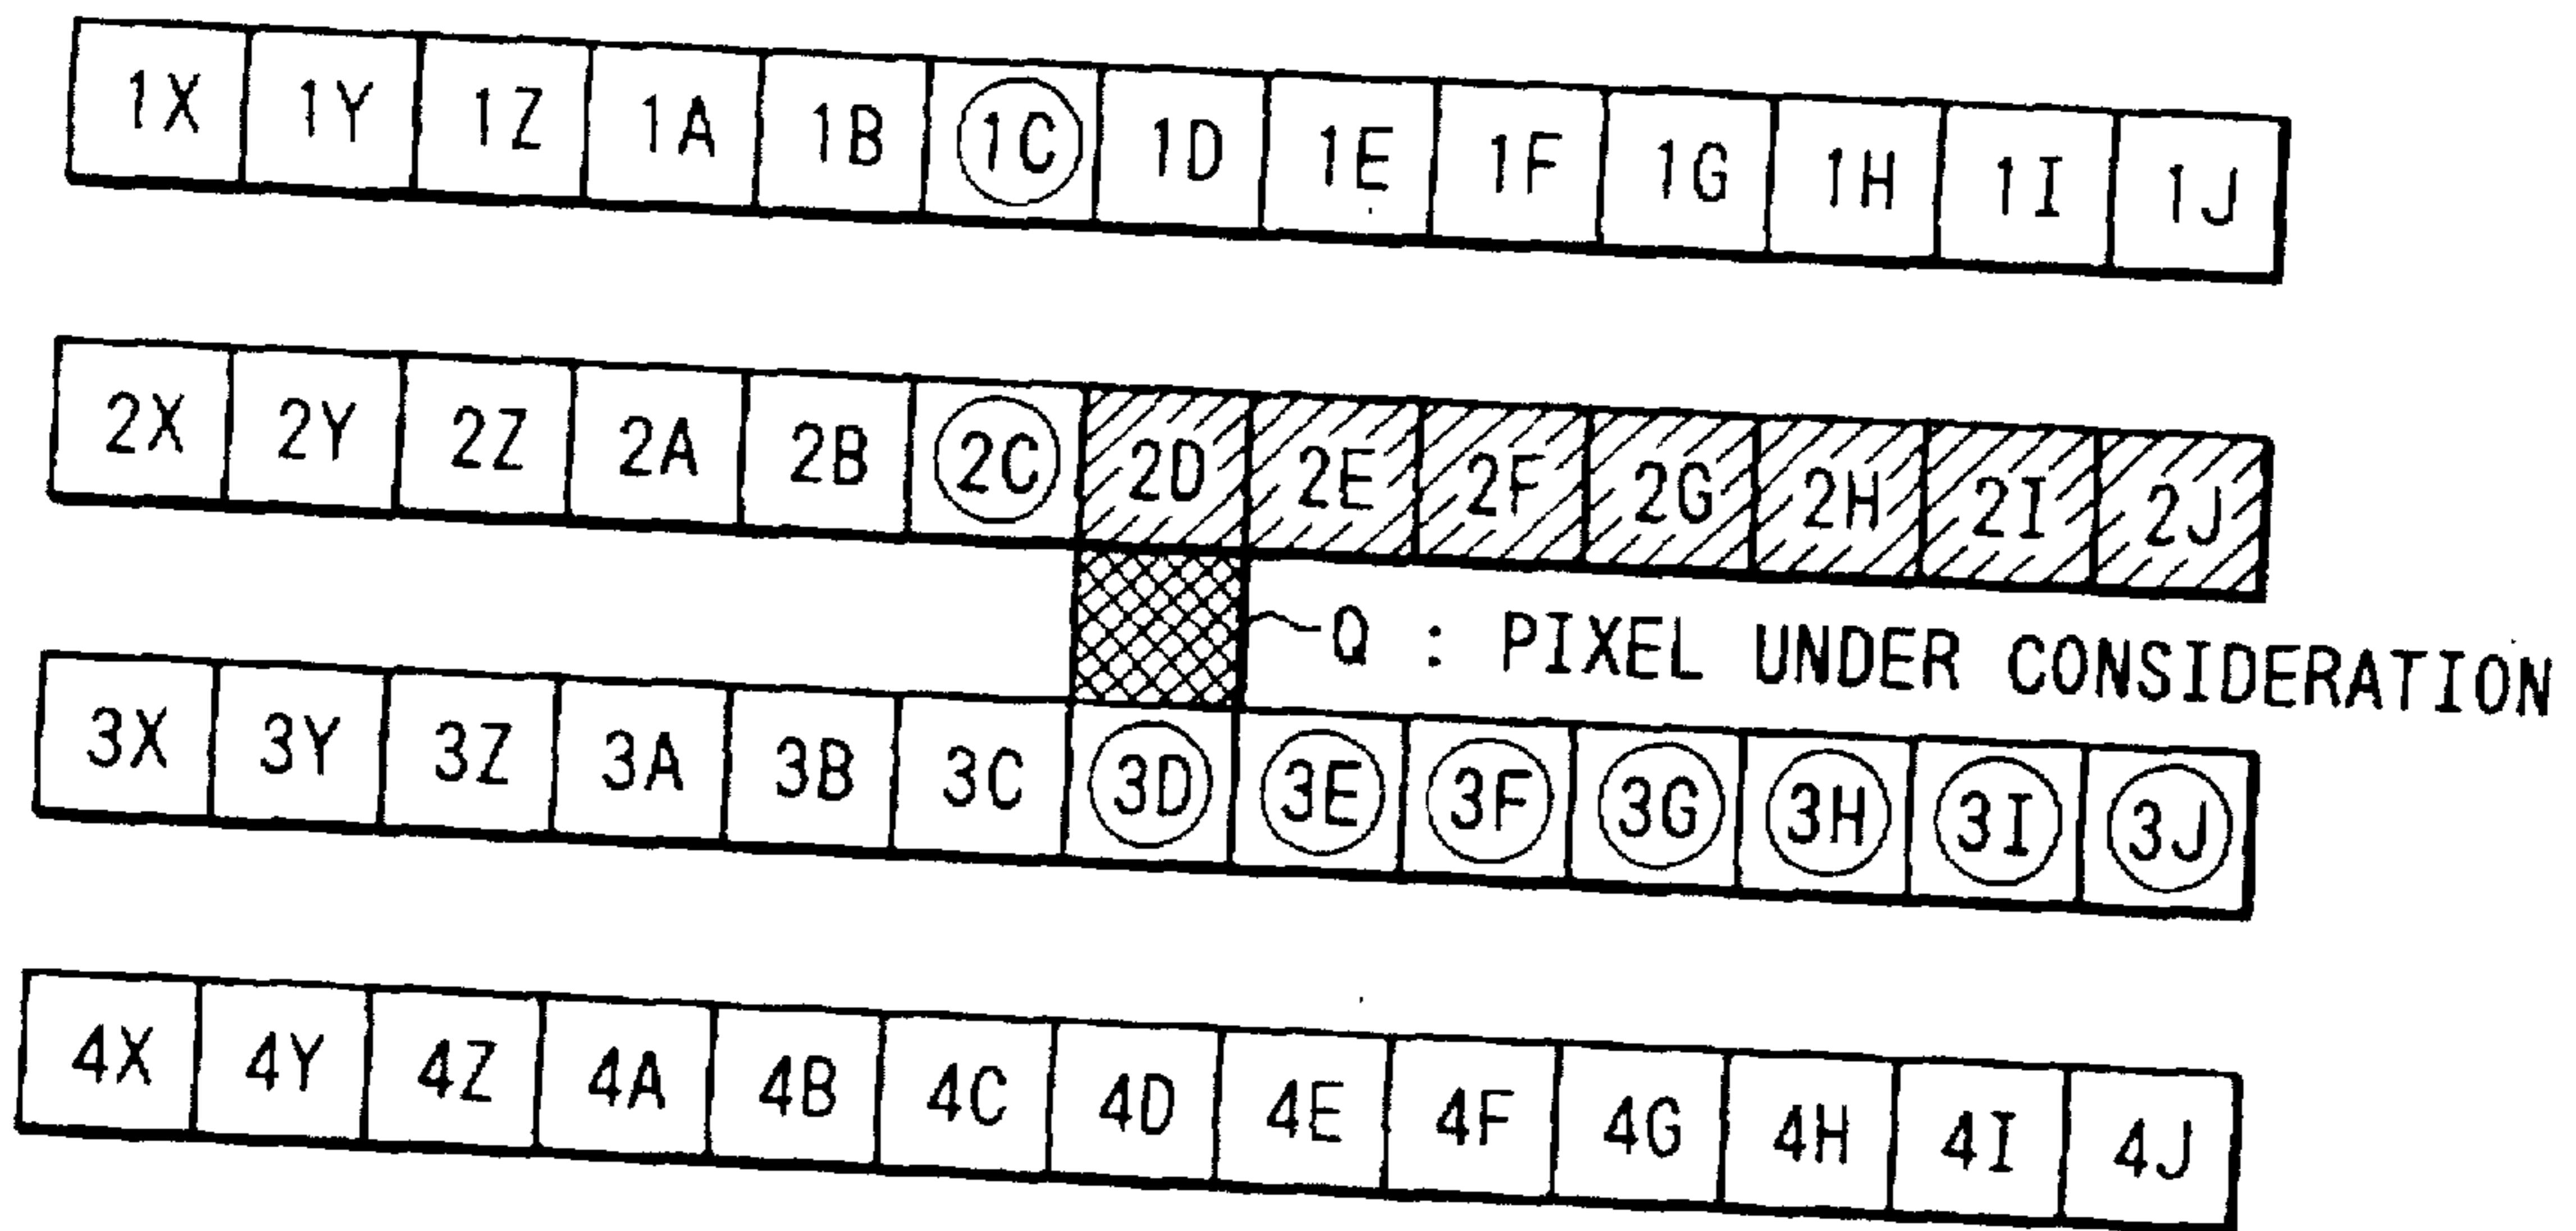 1X 1Y 1Z 1A 1B 1C 1D 1E 1F 1G 1H 1I 1J
2X 2Y 2Z 2A 2B 2C 2D 2E 2F 2G 2H 2I 2J
Q : PIXEL UNDER CONSIDERATION
3X 3Y 3Z 3A 3B 3C 3D 3E 3F 3G 3H 3I 3J
4X 4Y 4Z 4A 4B 4C 4D 4E 4F 4G 4H 4I 4J